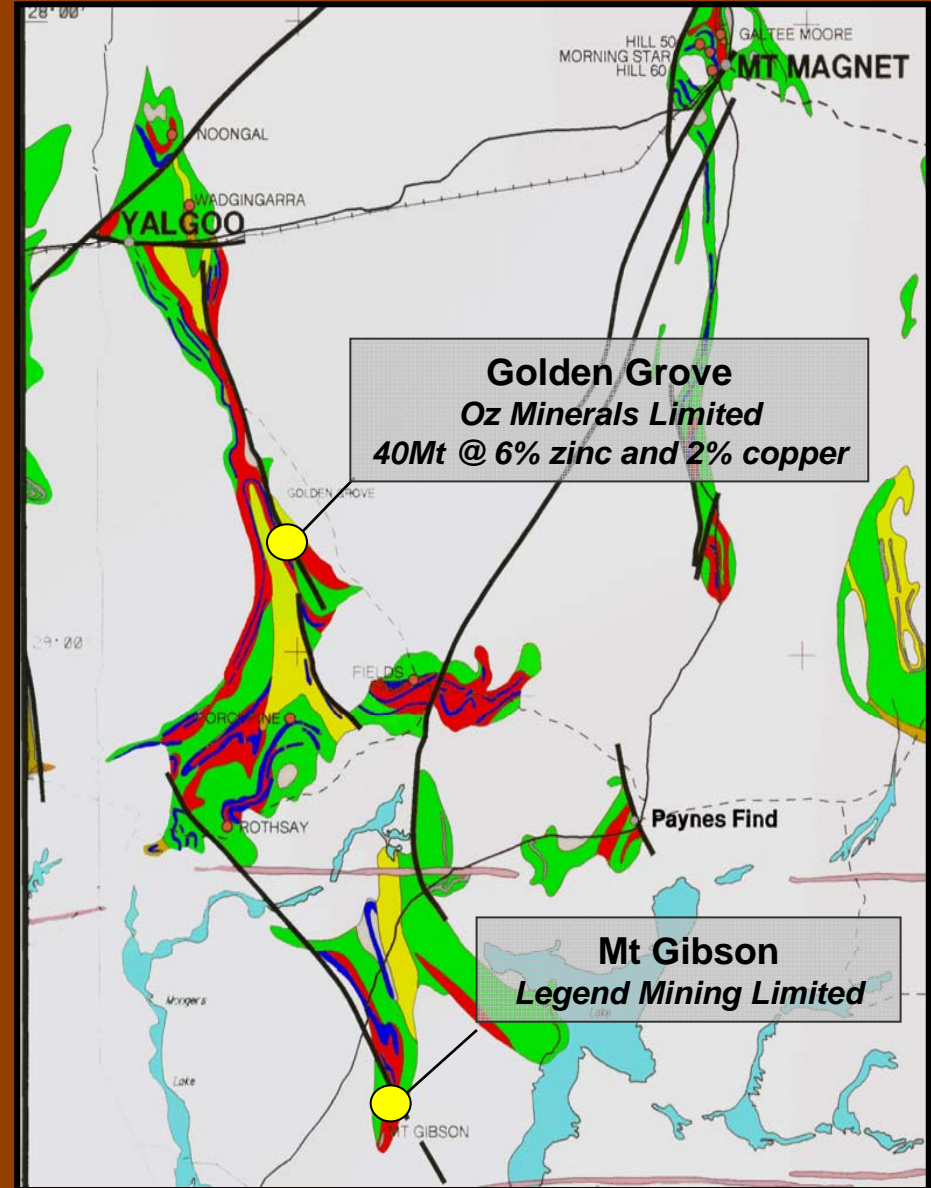 28°00'
GALTEE MOORE
HILL 50
MORNING STAR
HILL 60
MT MAGNET
NOONGAL
WADGINGARRA
YALGOO
Golden Grove
Oz Minerals Limited
40Mt @ 6% zinc and 2% copper
GOLDEN GROVE
29°00'
FIELDS
ROTHSAY
Paynes Find
Mt Gibson
Legend Mining Limited
Lake
Mongers
Lake
MT GIBSON